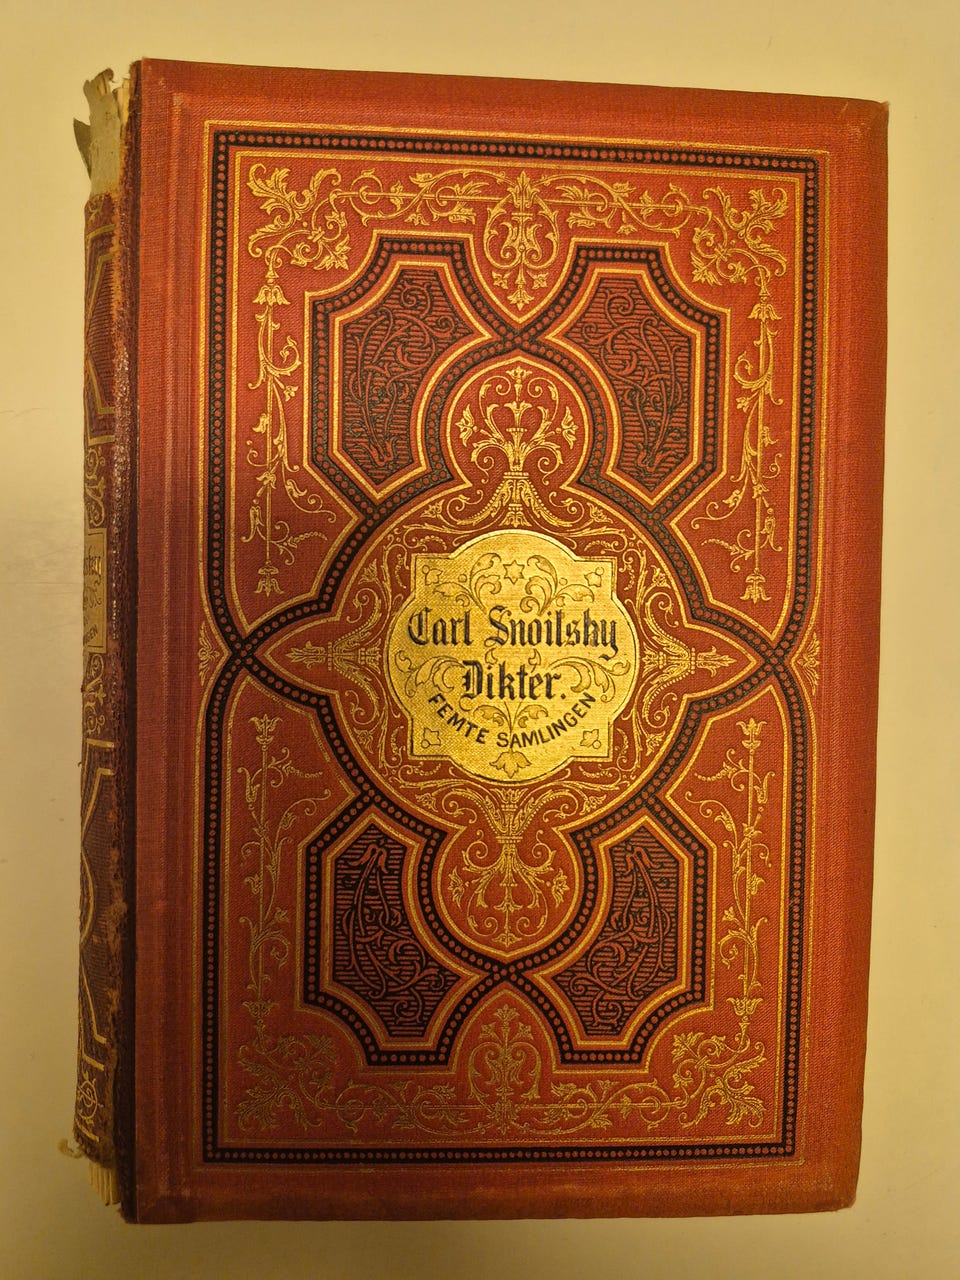 Carl Snoilsky
Dikter.
FEMTE SAMLINGEN